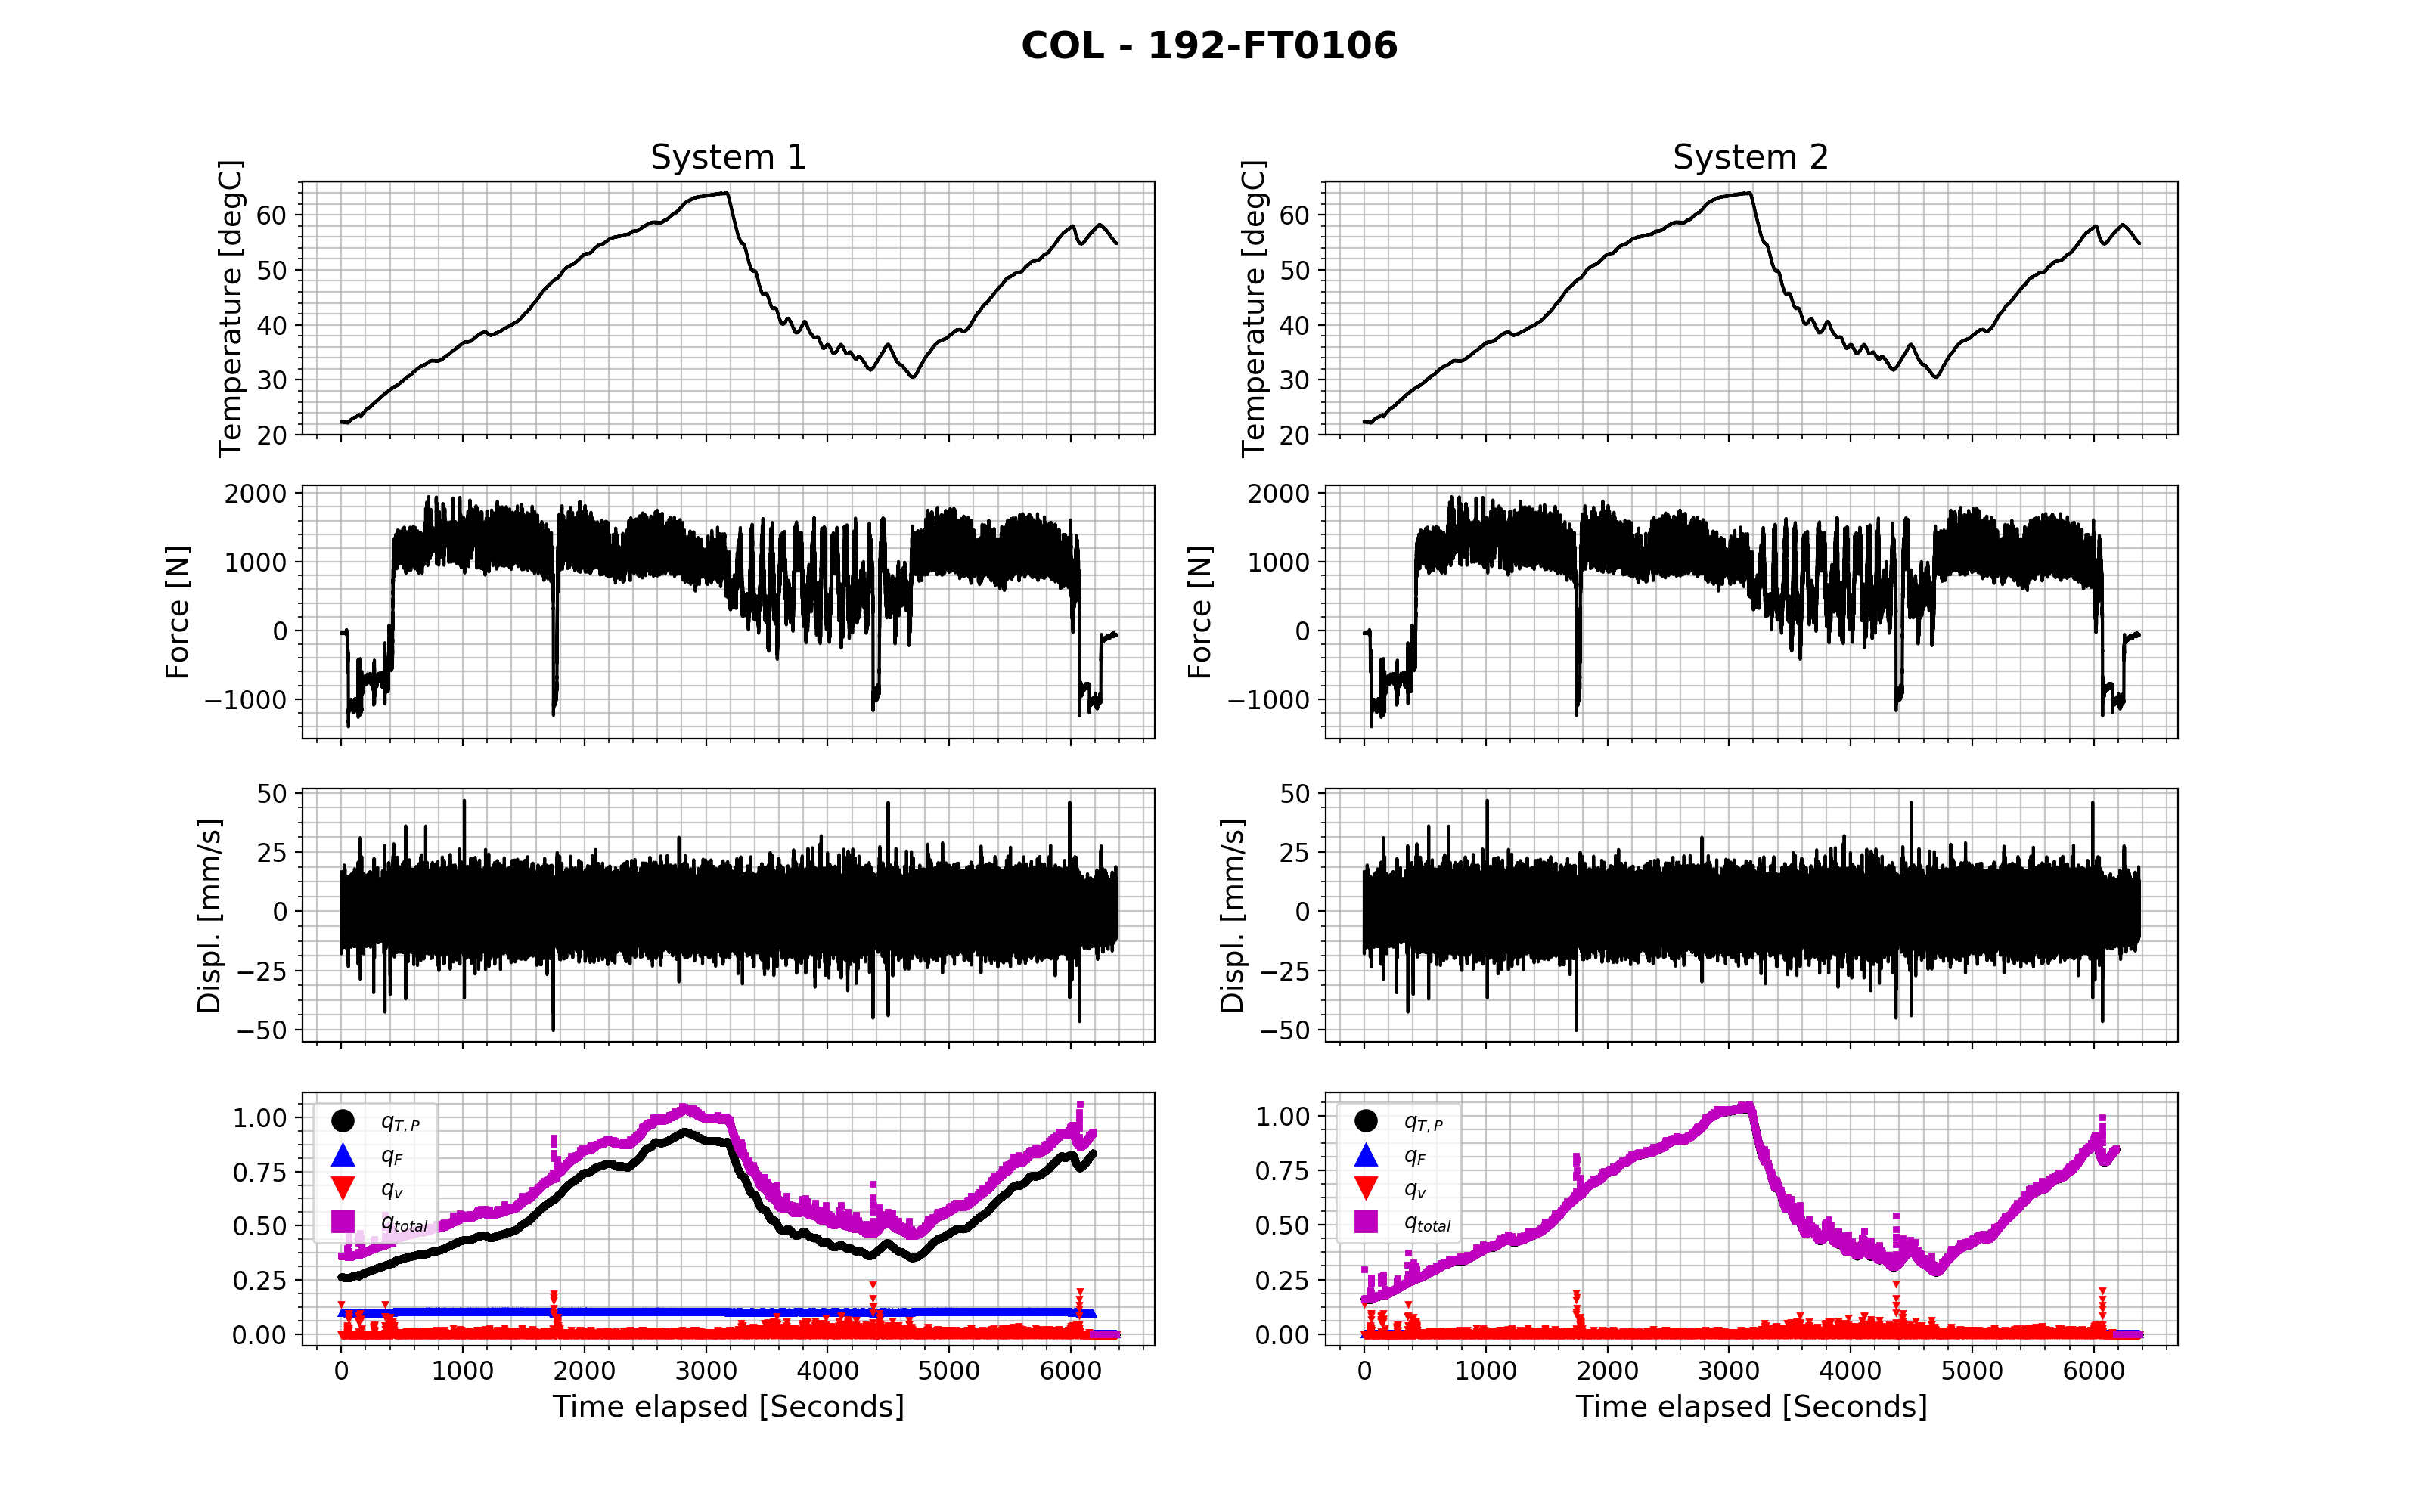 COL - 192-FT0106
System 1
System 2
Temperature [degC]
60
50
40
30
20
Temperature [degC]
60
50
40
30
20
Force [N]
2000
1000
0
−1000
Force [N]
2000
1000
0
−1000
Displ. [mm/s]
50
25
0
−25
−50
Displ. [mm/s]
50
25
0
−25
−50
1.00
0.75
0.50
0.25
0.00
q_{T,P}
q_F
q_v
q_{total}
1.00
0.75
0.50
0.25
0.00
q_{T,P}
q_F
q_v
q_{total}
0 1000 2000 3000 4000 5000 6000
Time elapsed [Seconds]
0 1000 2000 3000 4000 5000 6000
Time elapsed [Seconds]